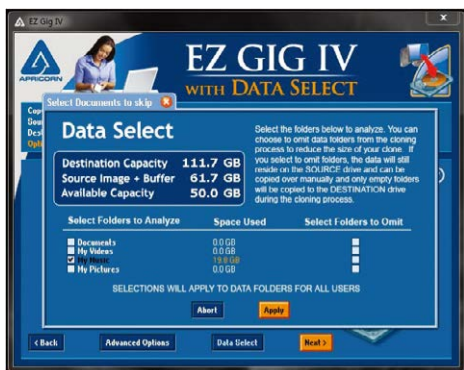 EZ Gig IV
x
APRICORN
EZ GIG IV
WITH DATA SELECT
Select Documents to skip
Data Select
Select the folders below to analyze. You can
choose to omit data folders from the cloning
process to reduce the size of your clone. If
you select to omit folders, the data will still
reside on the SOURCE drive and can be
copied over manually and only empty folders
will be copied to the DESTINATION drive
during the cloning process.
Destination Capacity 111.7 GB
Source Image + Buffer 61.7 GB
Available Capacity 50.0 GB
Select Folders to Analyze Space Used Select Folders to Omit
Documents 0.0 GB
My Videos 0.0 GB
My Music 19.8 GB
My Pictures 0.0 GB
SELECTIONS WILL APPLY TO DATA FOLDERS FOR ALL USERS
Abort Apply
< Back Advanced Options Data Select Next >